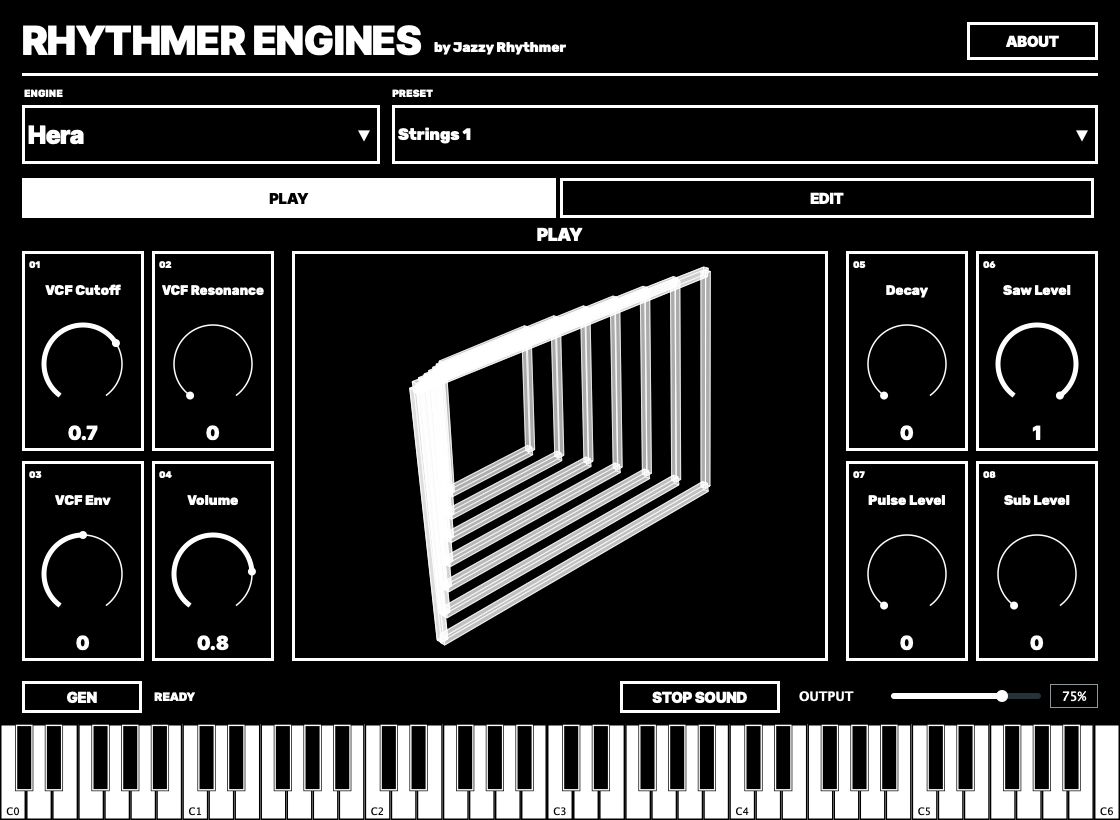 RHYTHMER ENGINES by Jazzy Rhythmer
ABOUT
ENGINE
PRESET
Hera ▼
Strings 1 ▼
PLAY
EDIT
PLAY
01
VCF Cutoff
0.7
02
VCF Resonance
0
03
VCF Env
0
04
Volume
0.8
05
Decay
0
06
Saw Level
1
07
Pulse Level
0
08
Sub Level
0
GEN
READY
STOP SOUND
OUTPUT
75%
C0 C1 C2 C3 C4 C5 C6